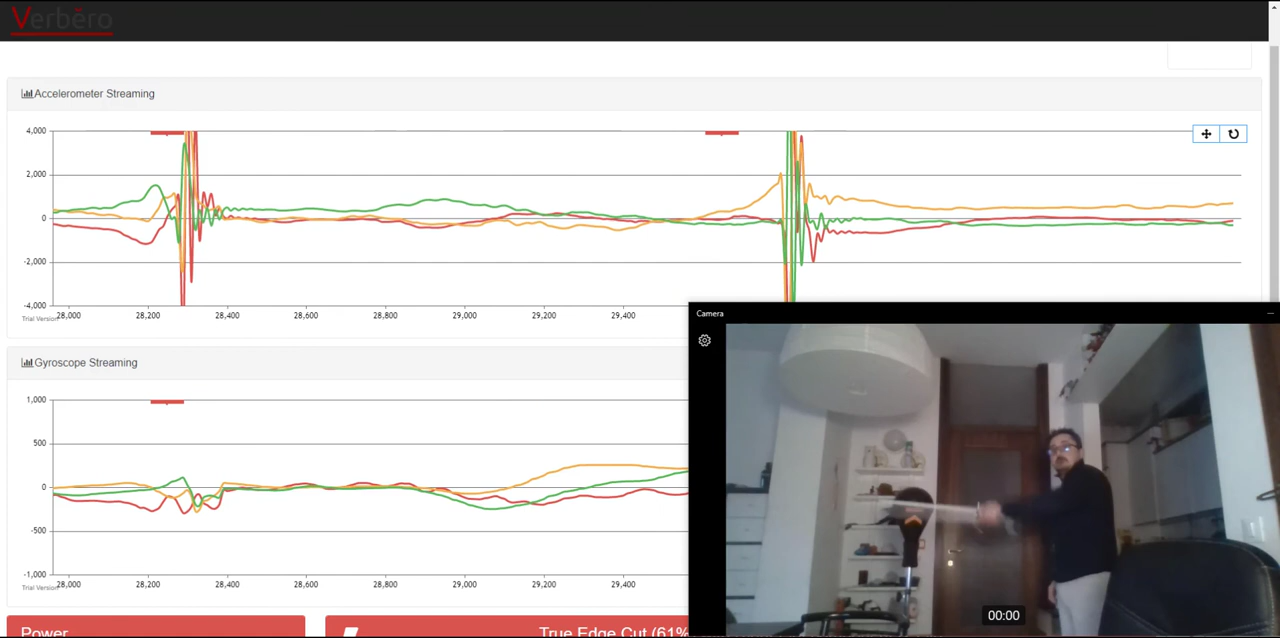 Verbēro
Accelerometer Streaming
4,000
2,000
0
-2,000
-4,000
28,000 28,200 28,400 28,600 28,800 29,000 29,200 29,400
Trial Version
Camera
Gyroscope Streaming
1,000
500
0
-500
-1,000
28,000 28,200 28,400 28,600 28,800 29,000 29,200 29,400
Trial Version
00:00
Power
True Edge Cut (61%